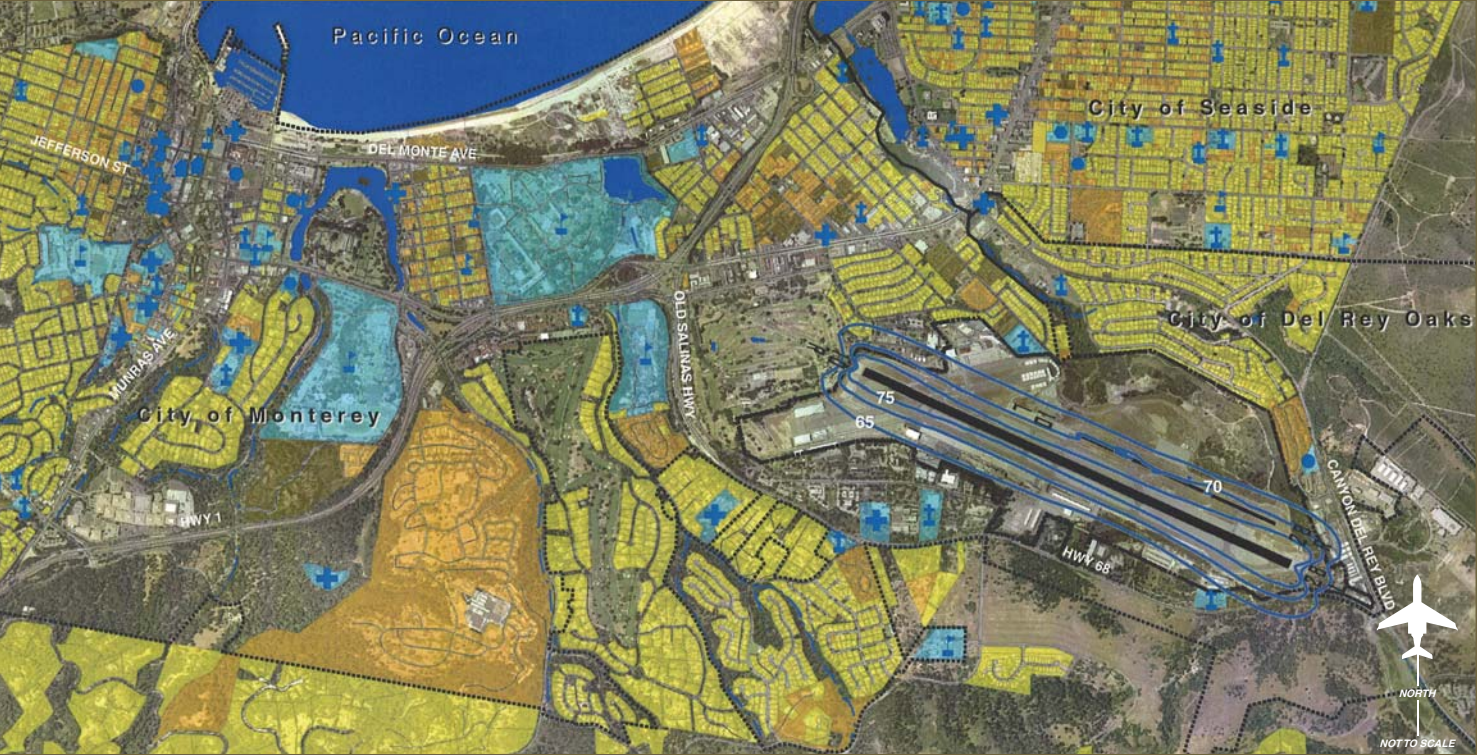 Pacific Ocean
City of Seaside
JEFFERSON ST
DEL MONTE AVE
OLD SALINAS HWY
City of Del Rey Oaks
MUNRAS AVE
City of Monterey
75
65
70
CANYON DEL REY BLVD
HWY 1
HWY 68
NORTH
NOT TO SCALE